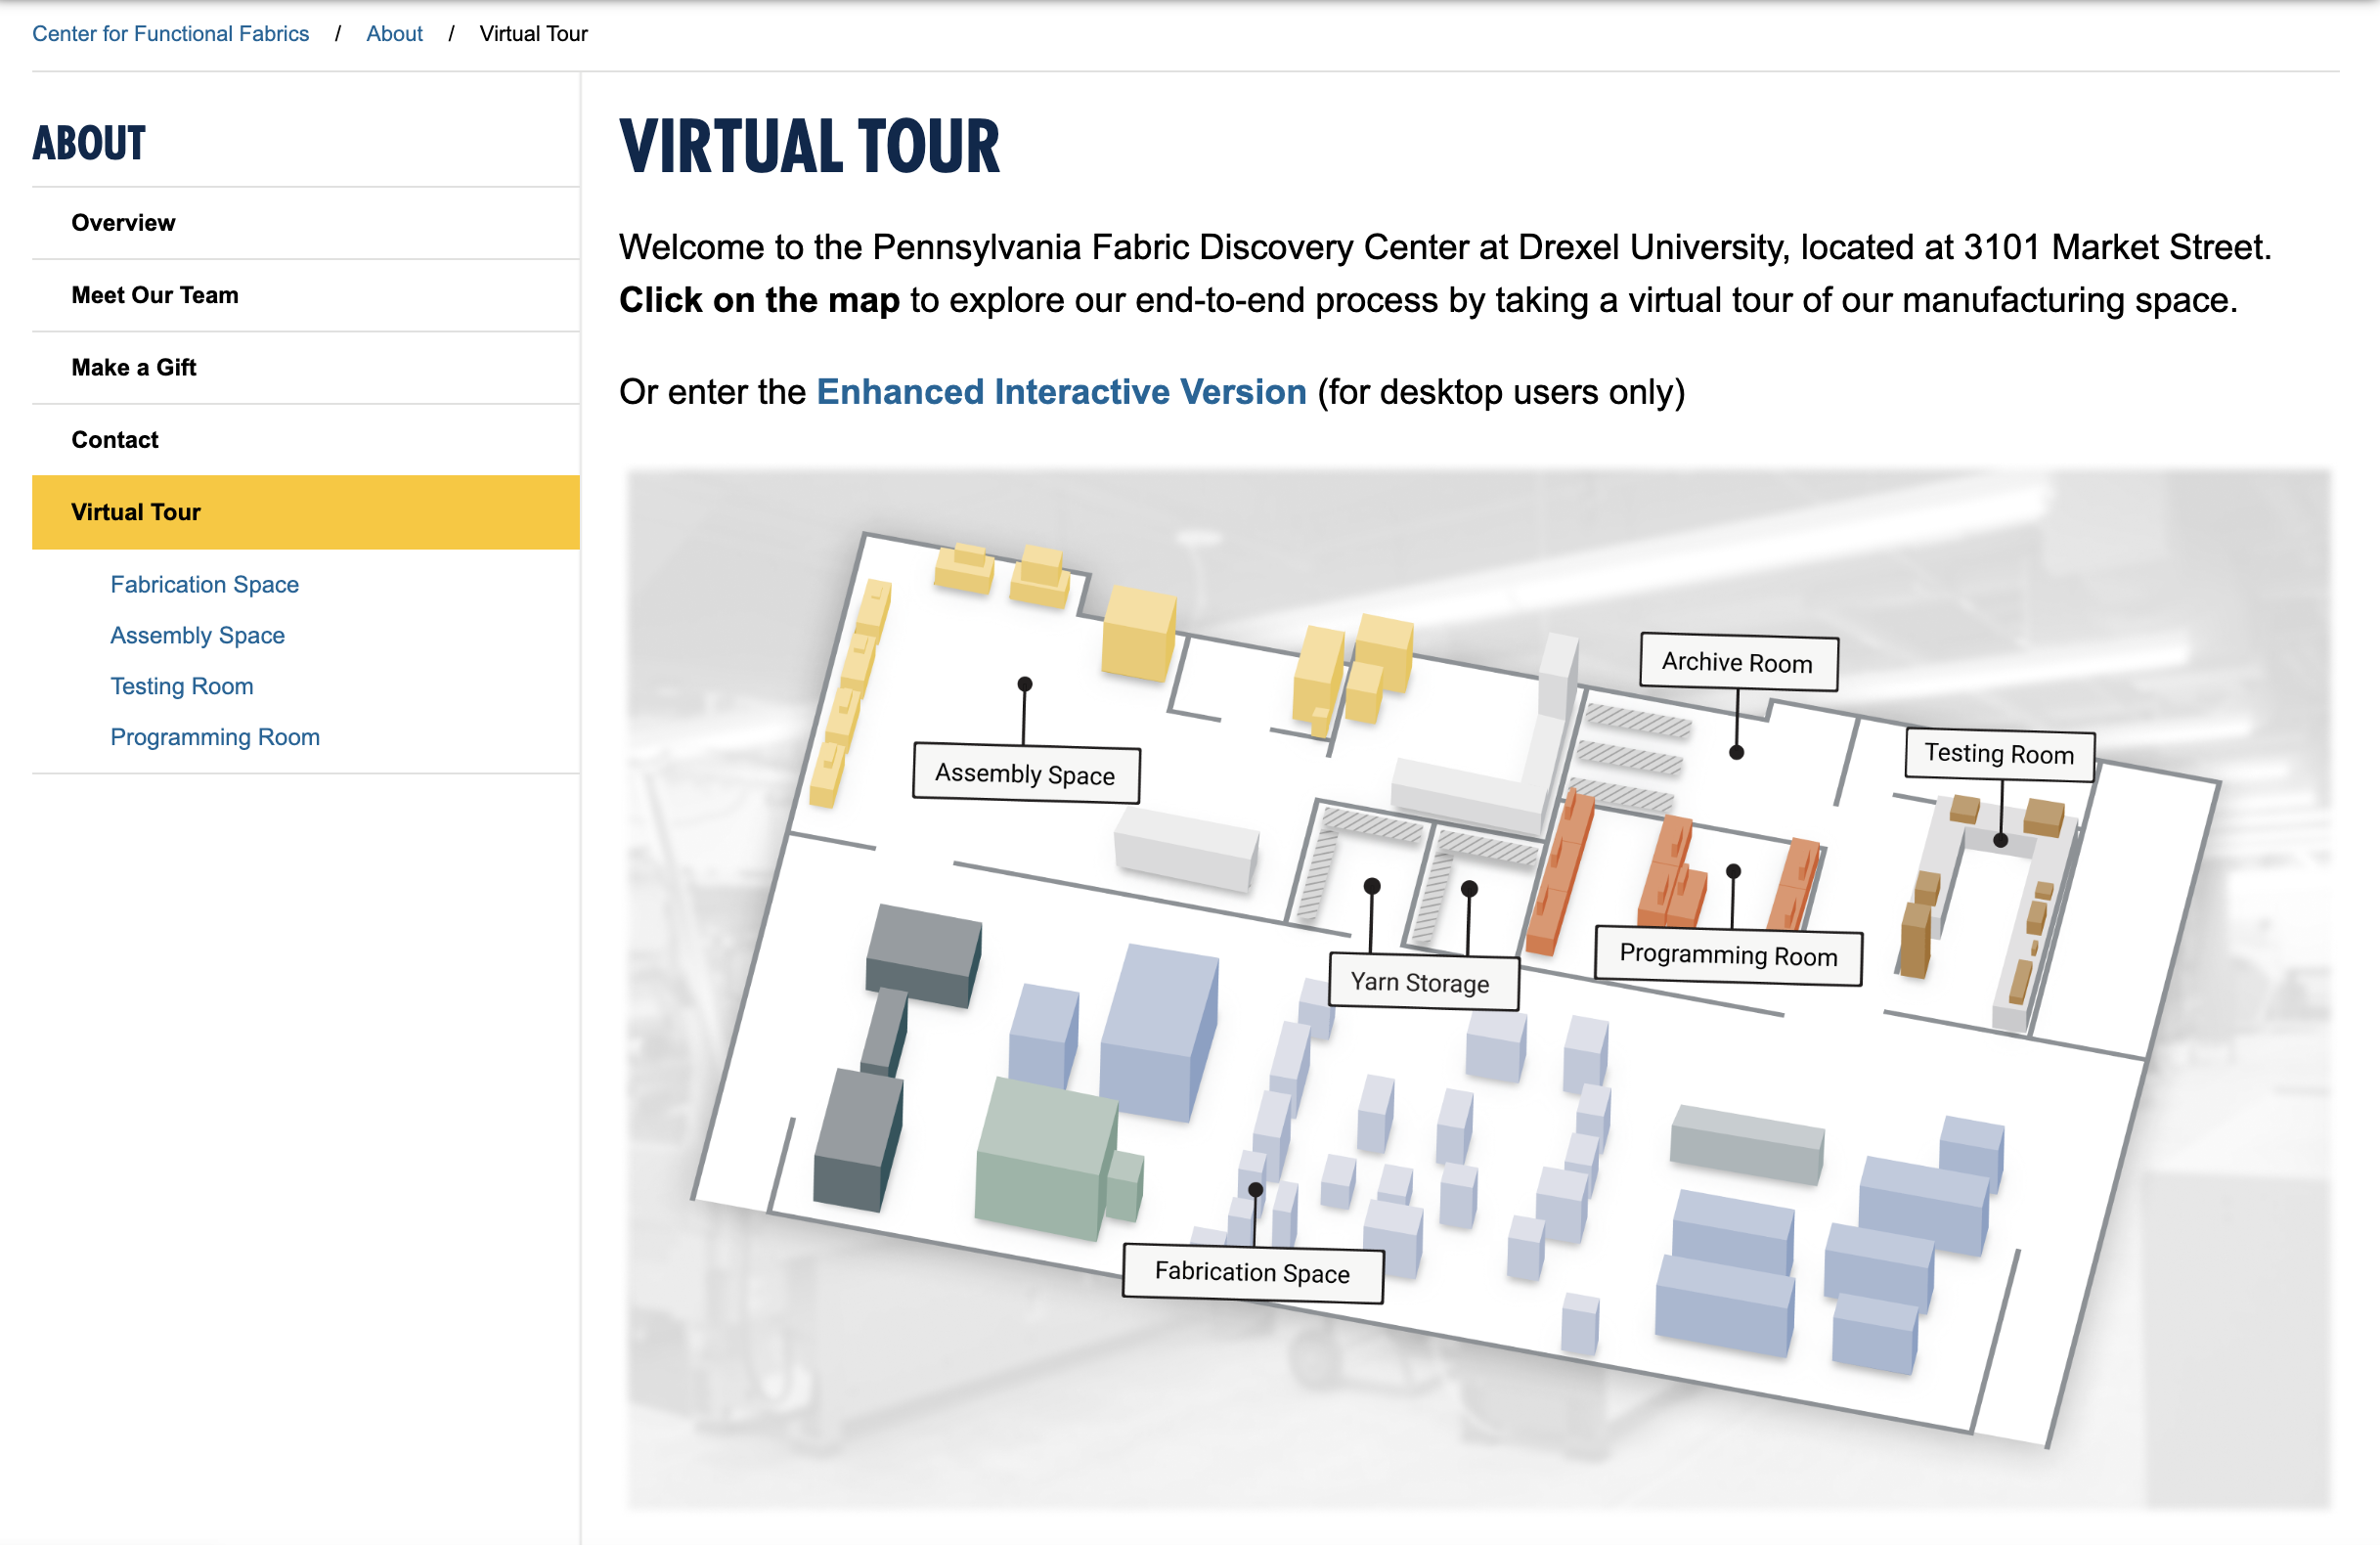 Center for Functional Fabrics / About / Virtual Tour
ABOUT
Overview
Meet Our Team
Make a Gift
Contact
Virtual Tour
Fabrication Space
Assembly Space
Testing Room
Programming Room
VIRTUAL TOUR
Welcome to the Pennsylvania Fabric Discovery Center at Drexel University, located at 3101 Market Street.
Click on the map to explore our end-to-end process by taking a virtual tour of our manufacturing space.
Or enter the Enhanced Interactive Version (for desktop users only)
Archive Room
Testing Room
Assembly Space
Programming Room
Yarn Storage
Fabrication Space